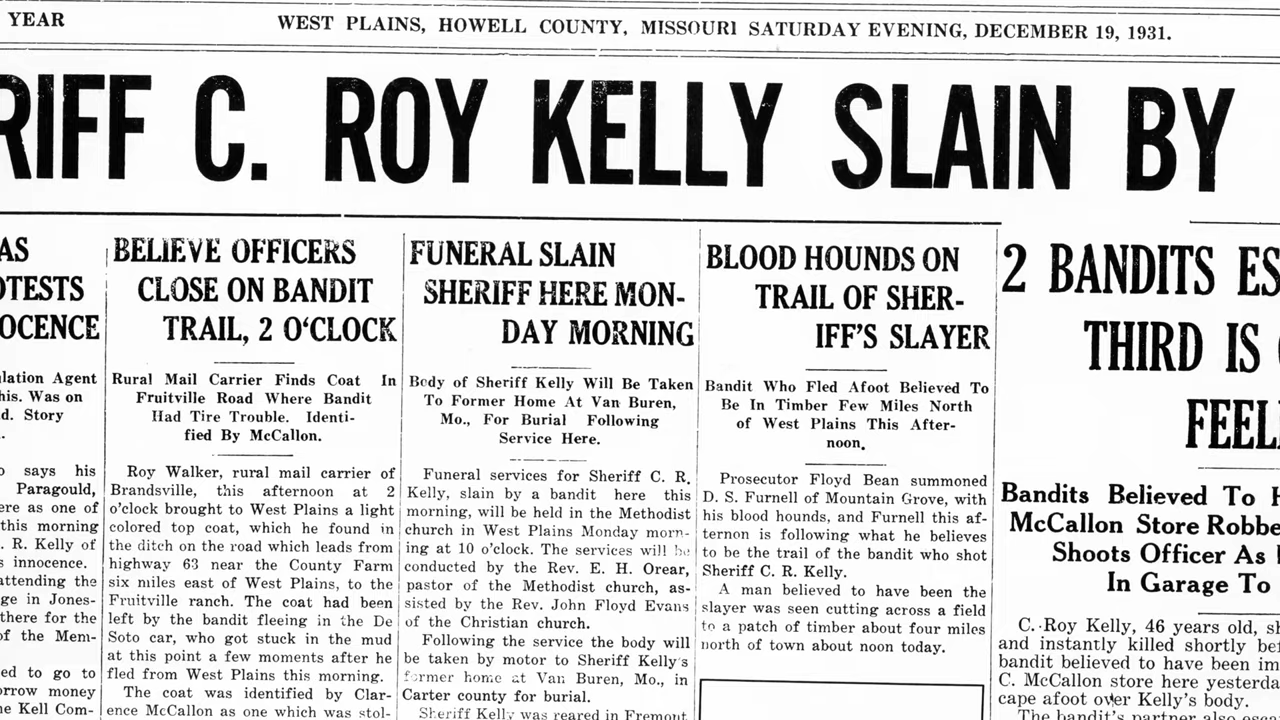 YEAR
WEST PLAINS, HOWELL COUNTY, MISSOURI SATURDAY EVENING, DECEMBER 19, 1931.
RIFF C. ROY KELLY SLAIN BY
AS
OTESTS
OCENCE
lation Agent
his. Was on
d. Story
.
o says his
Paragould,
ere as one of
this morning
. R. Kelly of
s innocence.
attending the
ge in Jones-
there for the
of the Mem-
ed to go to
orrow money
he Kell Com-
BELIEVE OFFICERS
CLOSE ON BANDIT
TRAIL, 2 O'CLOCK
Rural Mail Carrier Finds Coat In
Fruitville Road Where Bandit
Had Tire Trouble. Identi-
fied By McCallon.
Roy Walker, rural mail carrier of
Brandsville, this afternoon at 2
o'clock brought to West Plains a light
colored top coat, which he found in
the ditch on the road which leads from
highway 63 near the County Farm
six miles east of West Plains, to the
Fruitville ranch. The coat had been
left by the bandit fleeing in the De
Soto car, who got stuck in the mud
at this point a few moments after he
fled from West Plains this morning.
The coat was identified by Clar-
ence McCallon as one which was stol-
FUNERAL SLAIN
SHERIFF HERE MON-
DAY MORNING
Body of Sheriff Kelly Will Be Taken
To Former Home At Van Buren,
Mo., For Burial Following
Service Here.
Funeral services for Sheriff C. R.
Kelly, slain by a bandit here this
morning, will be held in the Methodist
church in West Plains Monday morn-
ing at 10 o'clock. The services will be
conducted by the Rev. E. H. Orear,
pastor of the Methodist church, as-
sisted by the Rev. John Floyd Evans
of the Christian church.
Following the service the body will
be taken by motor to Sheriff Kelly's
former home at Van Buren, Mo., in
Carter county for burial.
Sheriff Kelly was reared in Fremont
BLOOD HOUNDS ON
TRAIL OF SHER-
IFF'S SLAYER
Bandit Who Fled Afoot Believed To
Be In Timber Few Miles North
of West Plains This After-
noon.
Prosecutor Floyd Bean summoned
D. S. Furnell of Mountain Grove, with
his blood hounds, and Furnell this af-
ternon is following what he believes
to be the trail of the bandit who shot
Sheriff C. R. Kelly.
A man believed to have been the
slayer was seen cutting across a field
to a patch of timber about four miles
north of town about noon today.
2 BANDITS ES
THIRD IS
FEEL
Bandits Believed To
McCallon Store Robbe
Shoots Officer As
In Garage To
C. Roy Kelly, 46 years old, sh
and instantly killed shortly bef
bandit believed to have been im
C. McCallon store here yesterda
cape afoot over Kelly's body.
The bandit's partner also esc